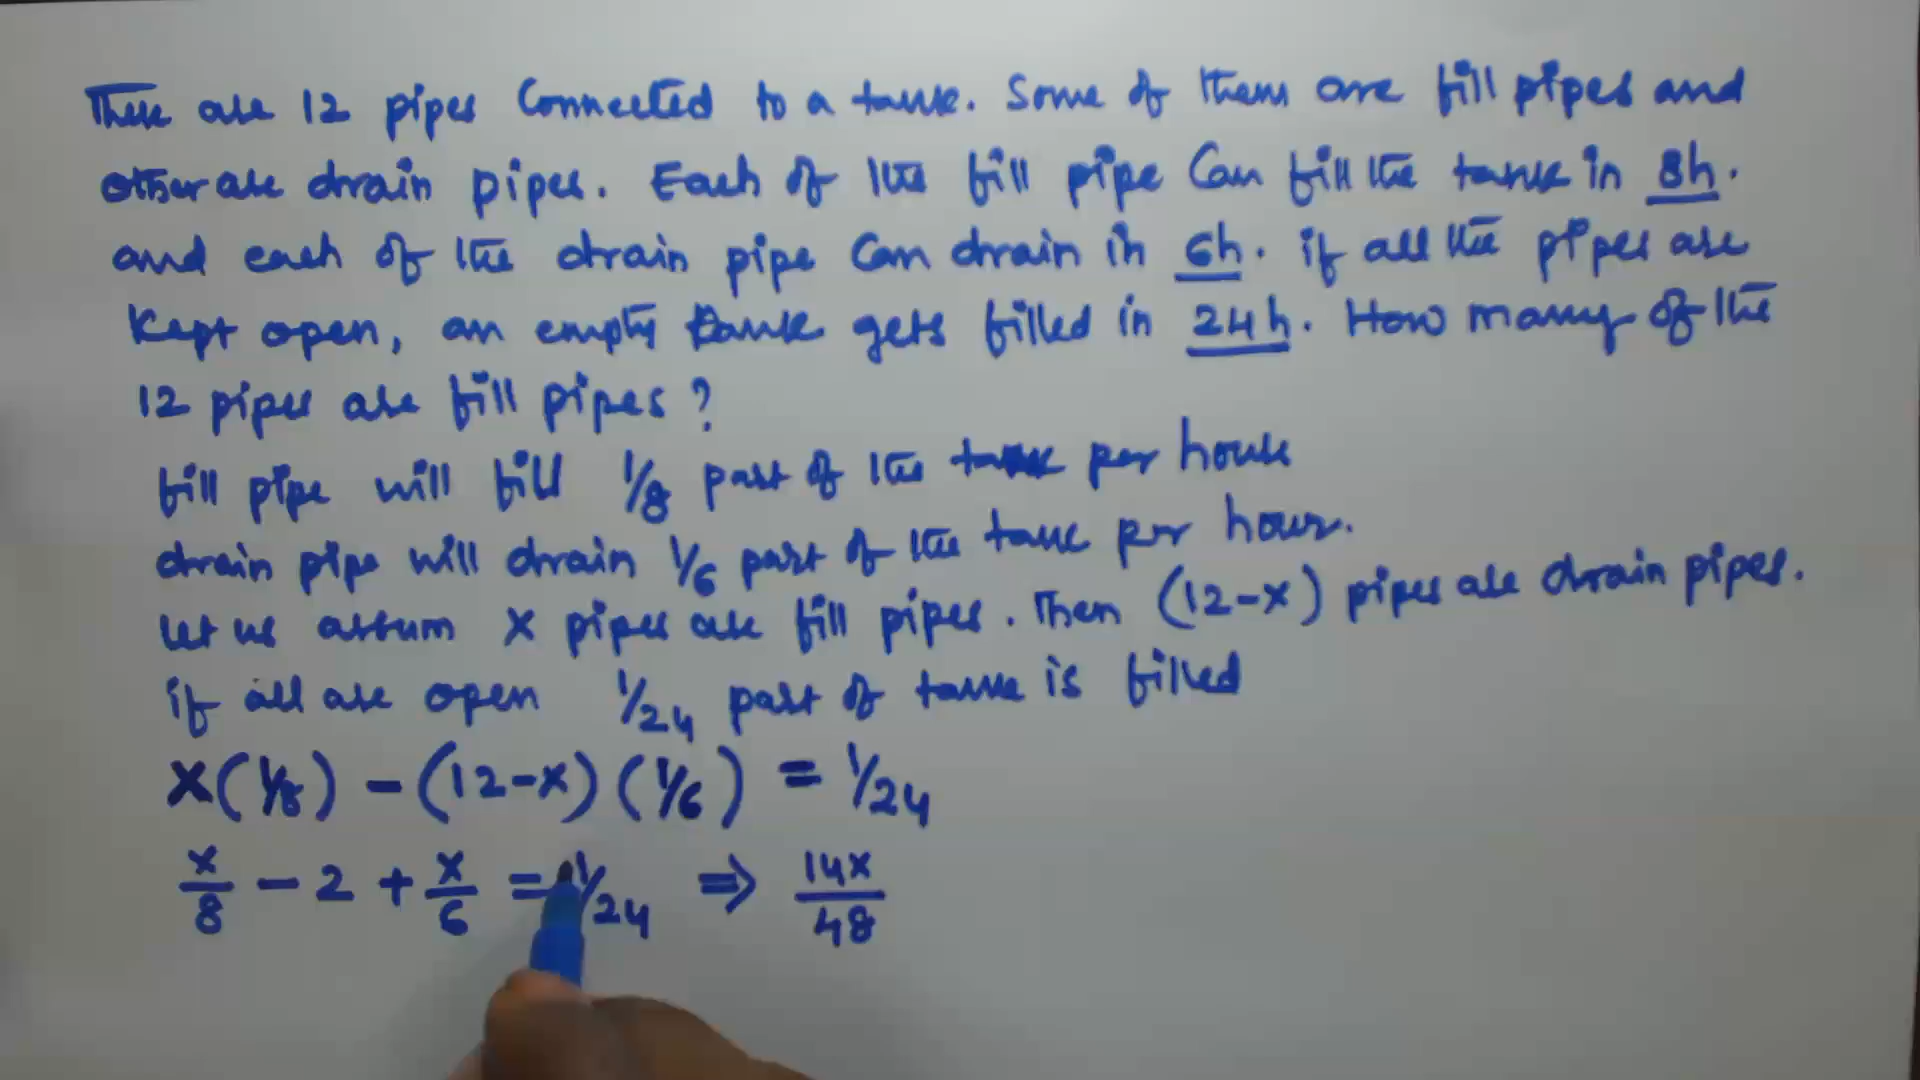 There are 12 pipes Connected to a tank. Some of them are fill pipes and
other are drain pipes. Each of the fill pipe Can fill the tank in 8h.
and each of the drain pipe Can drain in 6h. if all the pipes are
kept open, an empty tank gets filled in 24h. How many of the
12 pipes are fill pipes?
fill pipe will fill 1/8 part of the tank per hour
drain pipe will drain 1/6 part of the tank per hour.
let us assum x pipes are fill pipes. Then (12-x) pipes are drain pipes.
if all are open 1/24 part of tank is filled
x(1/8) - (12-x)(1/6) = 1/24
x/8 - 2 + x/6 = 1/24 ⇒ 14x/48